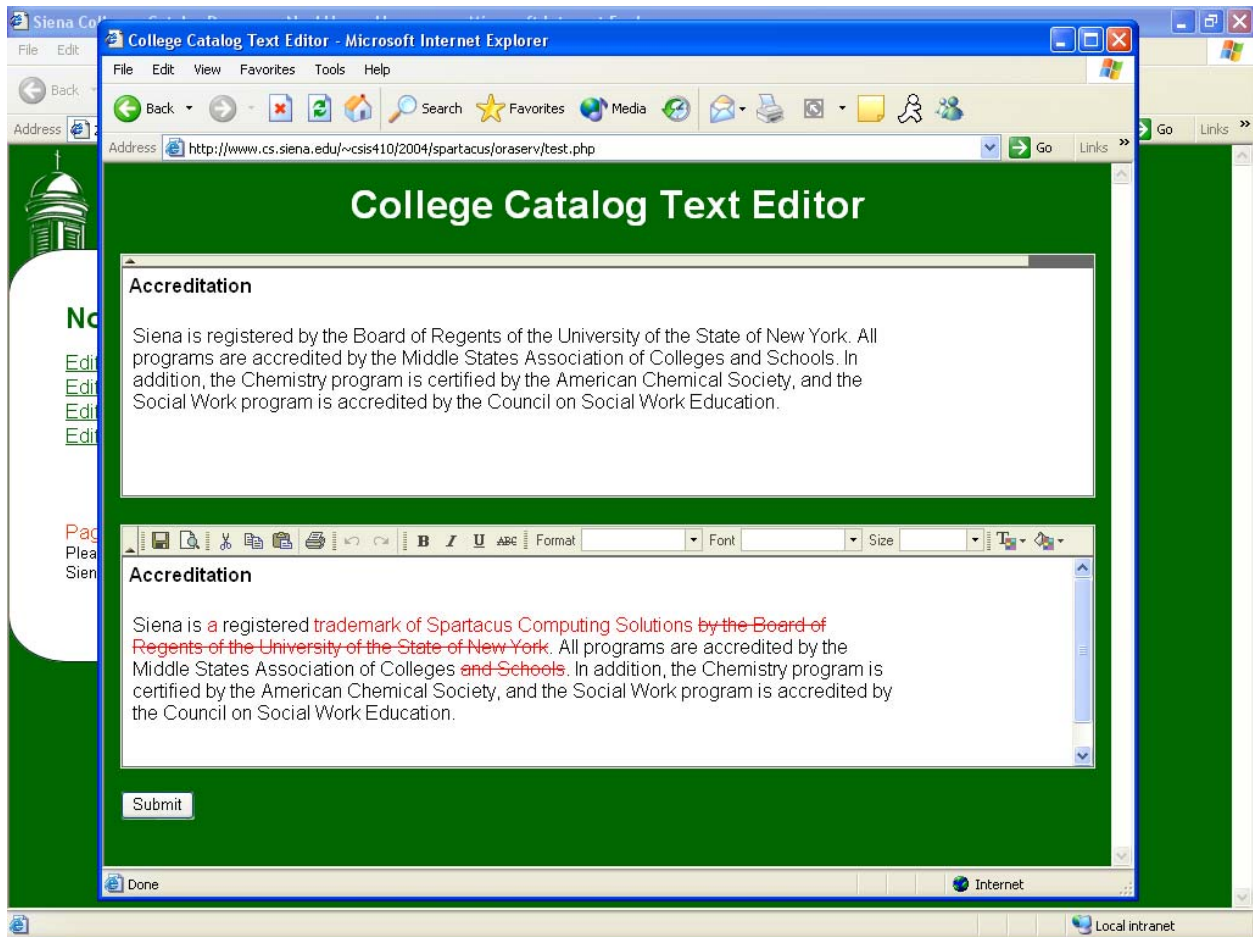 Siena Co
College Catalog Text Editor - Microsoft Internet Explorer
File Edit
File Edit View Favorites Tools Help
Back
Back Search Favorites Media
Address
Address http://www.cs.siena.edu/~csis410/2004/spartacus/oraserv/test.php Go Links »
Go Links »
College Catalog Text Editor
Accreditation
Siena is registered by the Board of Regents of the University of the State of New York. All
programs are accredited by the Middle States Association of Colleges and Schools. In
addition, the Chemistry program is certified by the American Chemical Society, and the
Social Work program is accredited by the Council on Social Work Education.
No
Edit
Edit
Edit
Edit
Pag
Plea
Sien
B I U ABC Format Font Size
Accreditation
Siena is a registered trademark of Spartacus Computing Solutions by the Board of
Regents of the University of the State of New York. All programs are accredited by the
Middle States Association of Colleges and Schools. In addition, the Chemistry program is
certified by the American Chemical Society, and the Social Work program is accredited by
the Council on Social Work Education.
Submit
Done Internet
Local intranet